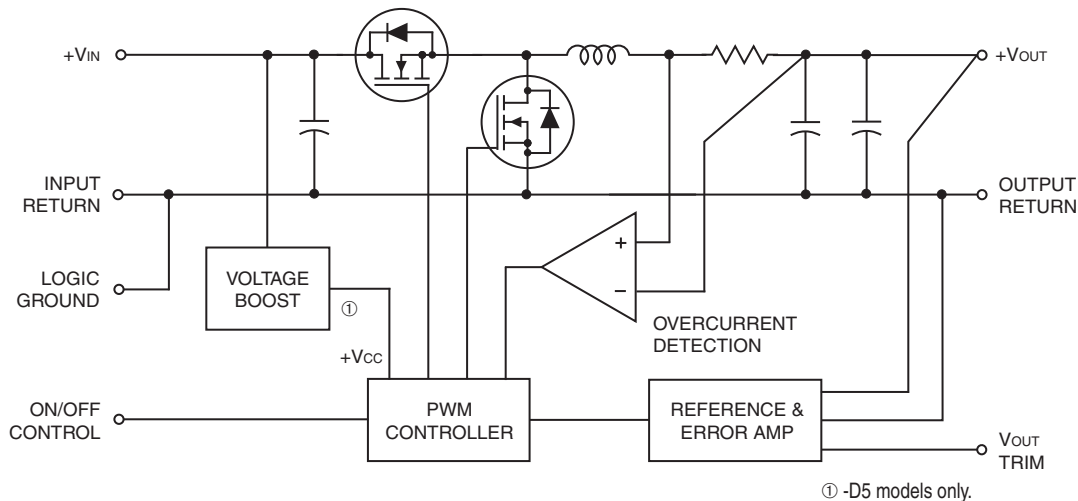 +VIN
+VOUT
INPUT
RETURN
OUTPUT
RETURN
LOGIC
GROUND
VOLTAGE
BOOST
①
+
−
OVERCURRENT
DETECTION
+VCC
ON/OFF
CONTROL
PWM
CONTROLLER
REFERENCE &
ERROR AMP
VOUT
TRIM
① -D5 models only.